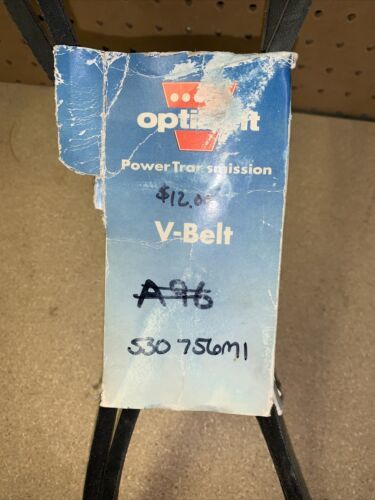 Power Transmission
V-Belt
A96
530 756M1